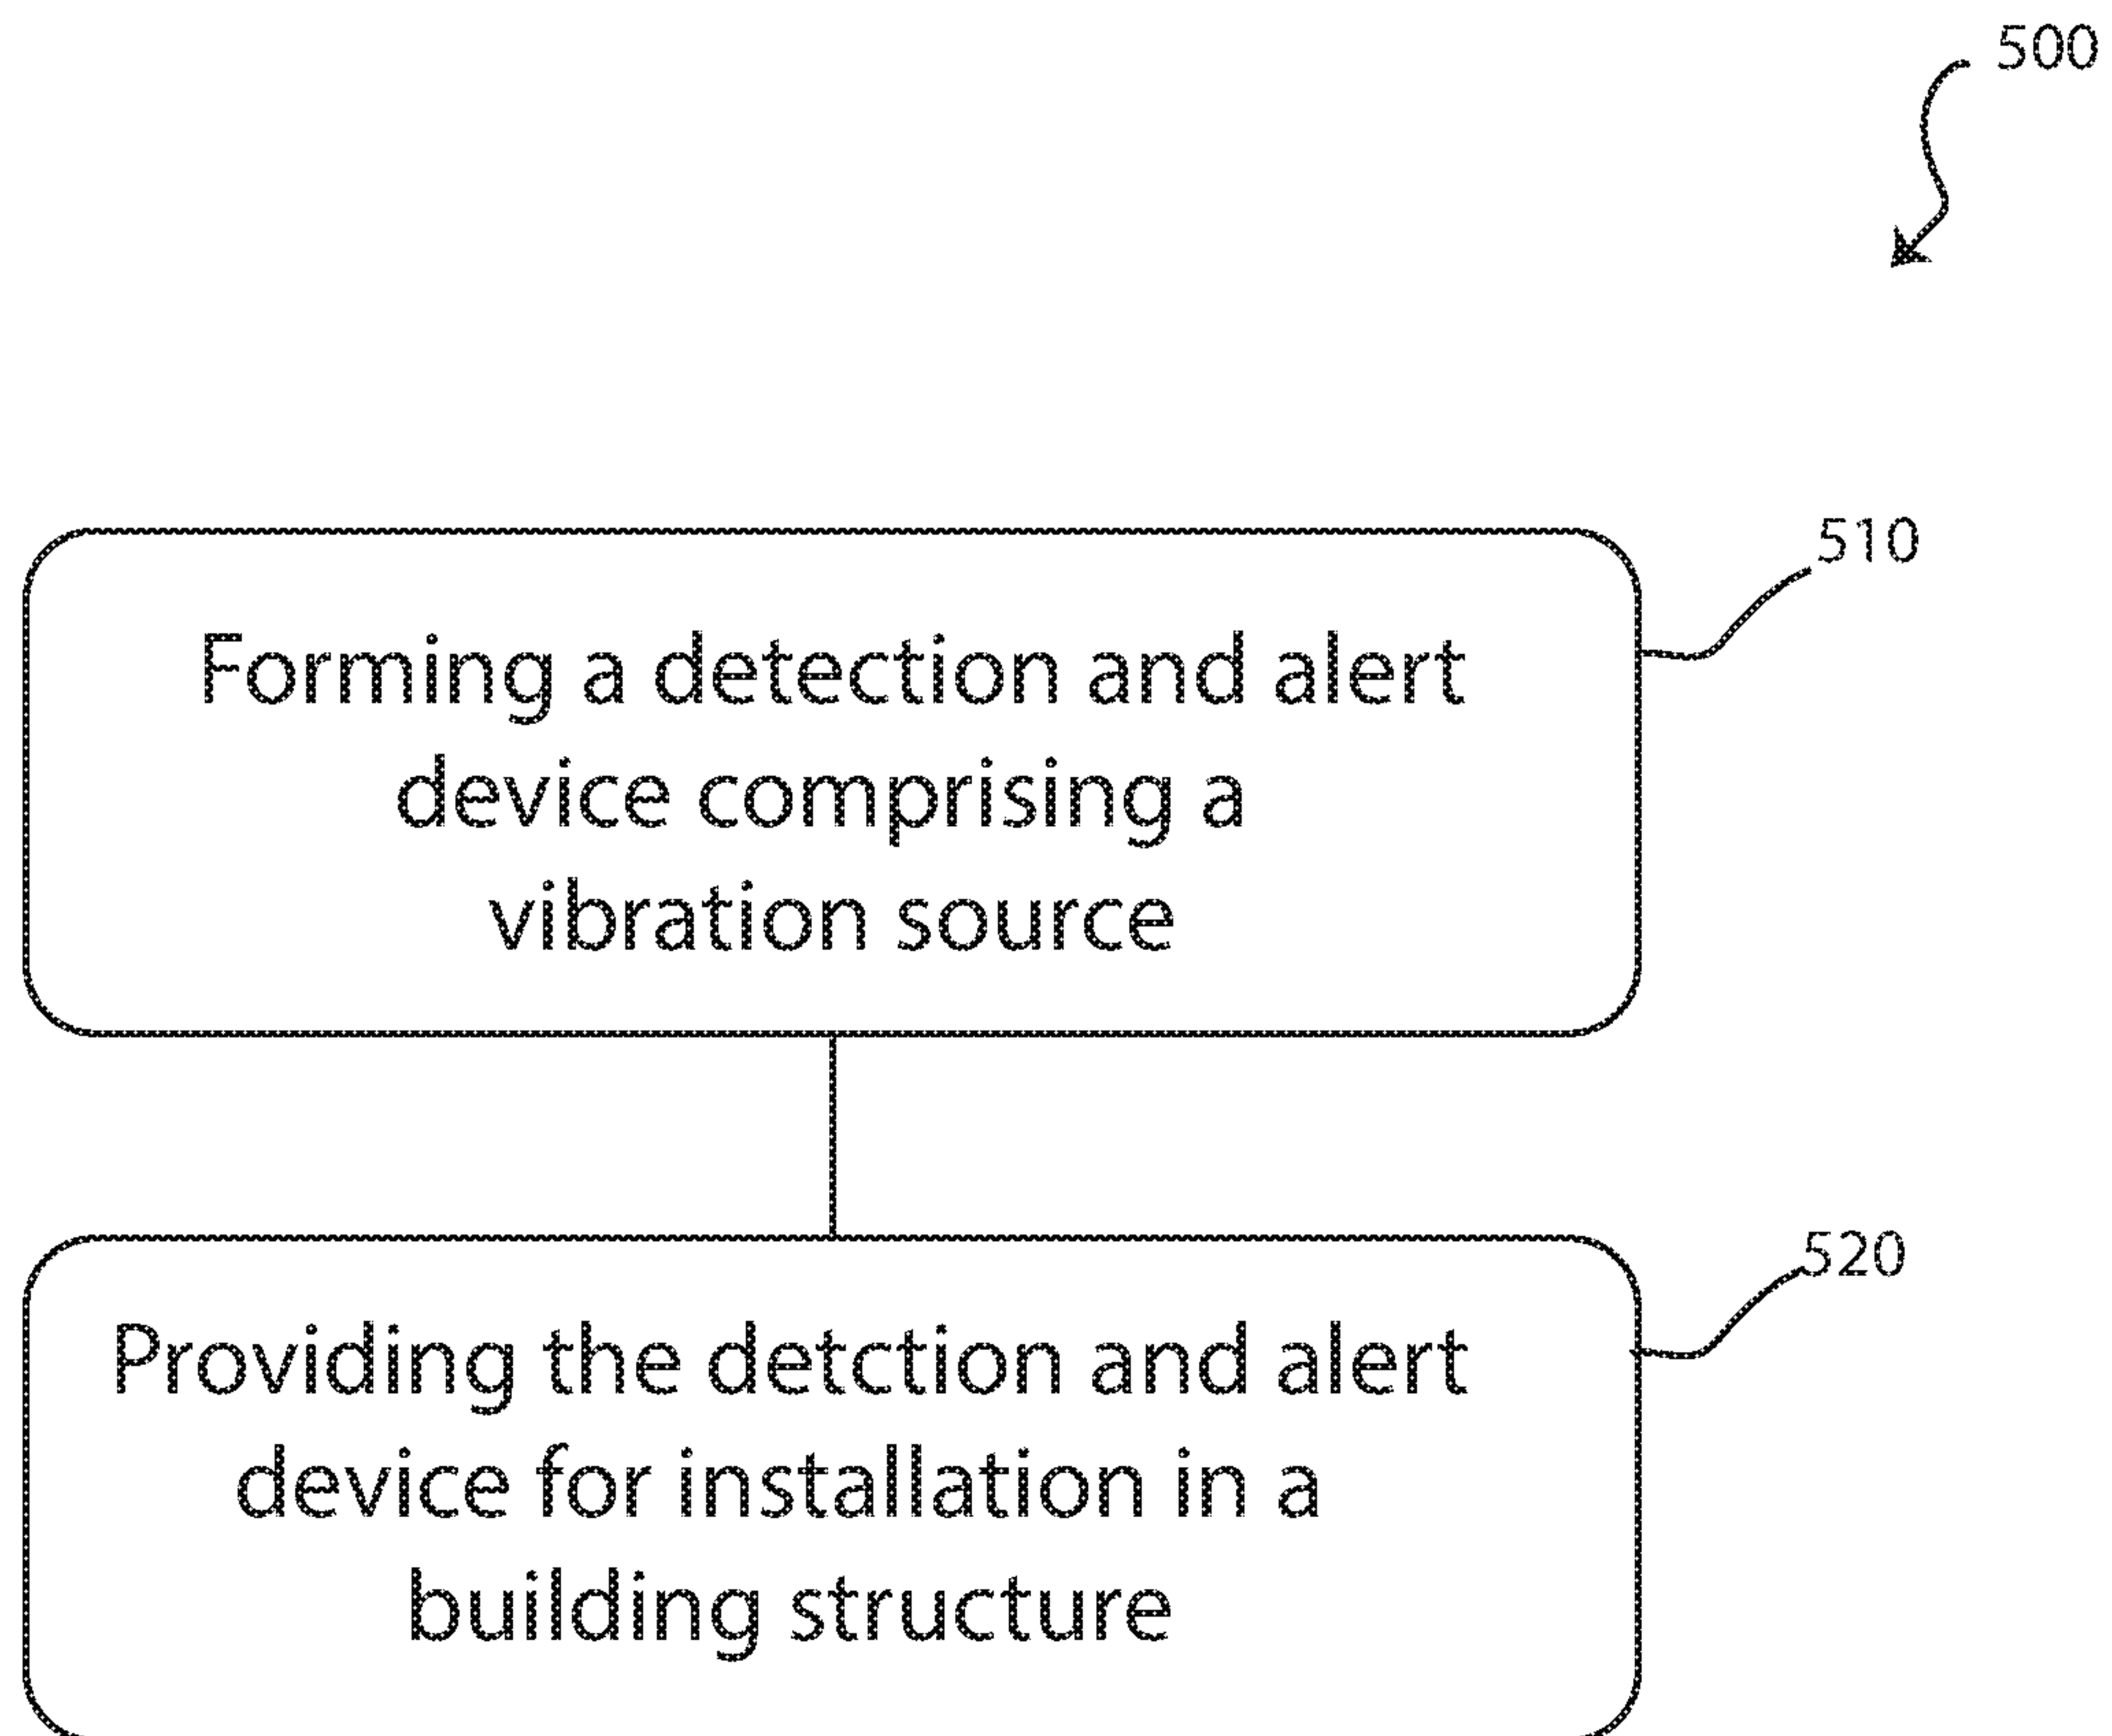 500
510
Forming a detection and alert
device comprising a
vibration source
520
Providing the detction and alert
device for installation in a
building structure